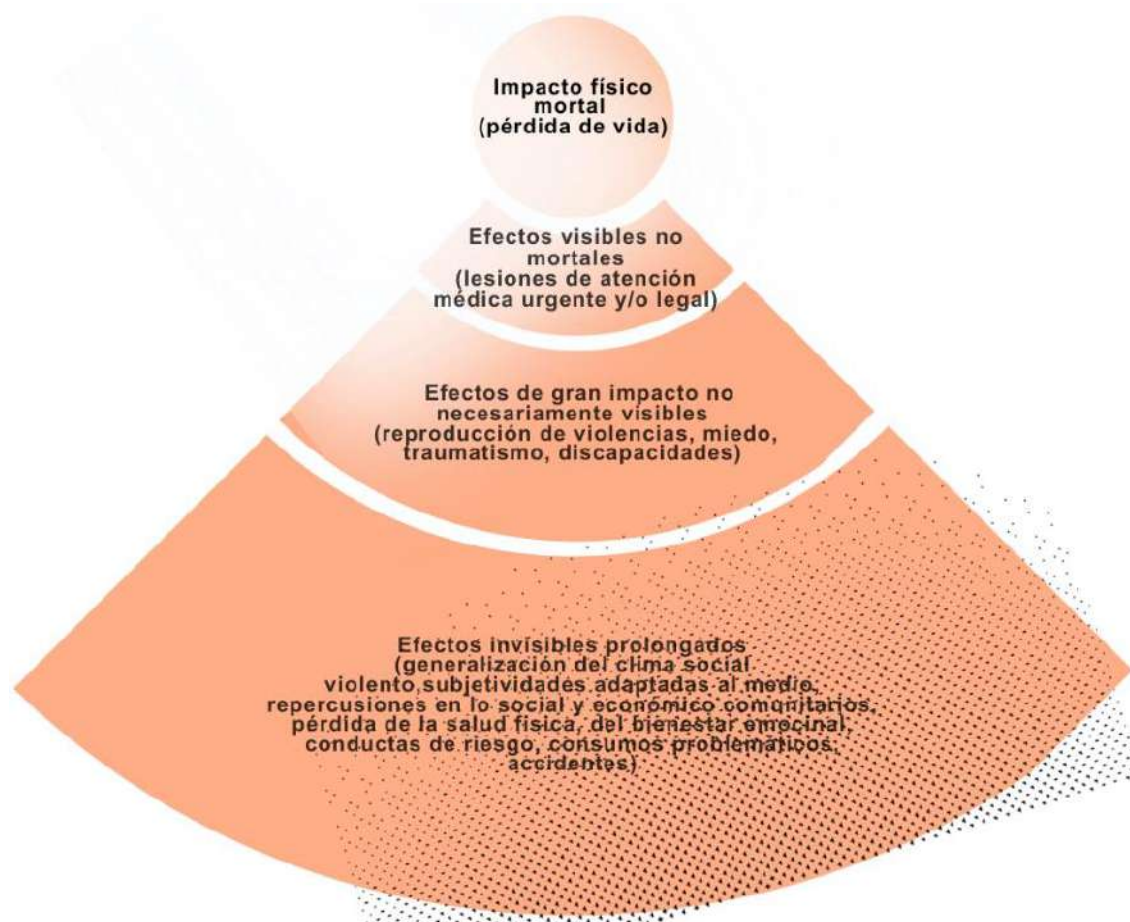 Impacto físico
mortal
(pérdida de vida)
Efectos visibles no
mortales
(lesiones de atención
médica urgente y/o legal)
Efectos de gran impacto no
necesariamente visibles
(reproducción de violencias, miedo,
traumatismo, discapacidades)
Efectos invisibles prolongados
(generalización del clima social
violento,subjetividades adaptadas al medio,
repercusiones en lo social y económico comunitarios,
pérdida de la salud física, del bienestar emocinal,
conductas de riesgo, consumos problemáticos,
accidentes)